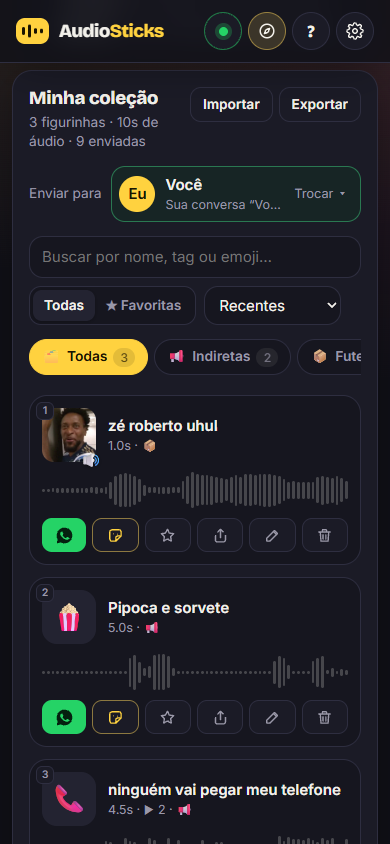 AudioSticks
?
Minha coleção
3 figurinhas · 10s de
áudio · 9 enviadas
Importar
Exportar
Enviar para
Eu
Você
Sua conversa “Vo...
Trocar
Buscar por nome, tag ou emoji...
Todas
★ Favoritas
Recentes
Todas 3
Indiretas 2
Fute
1
zé roberto uhul
1.0s ·
2
Pipoca e sorvete
5.0s ·
3
ninguém vai pegar meu telefone
4.5s · ▶ 2 ·